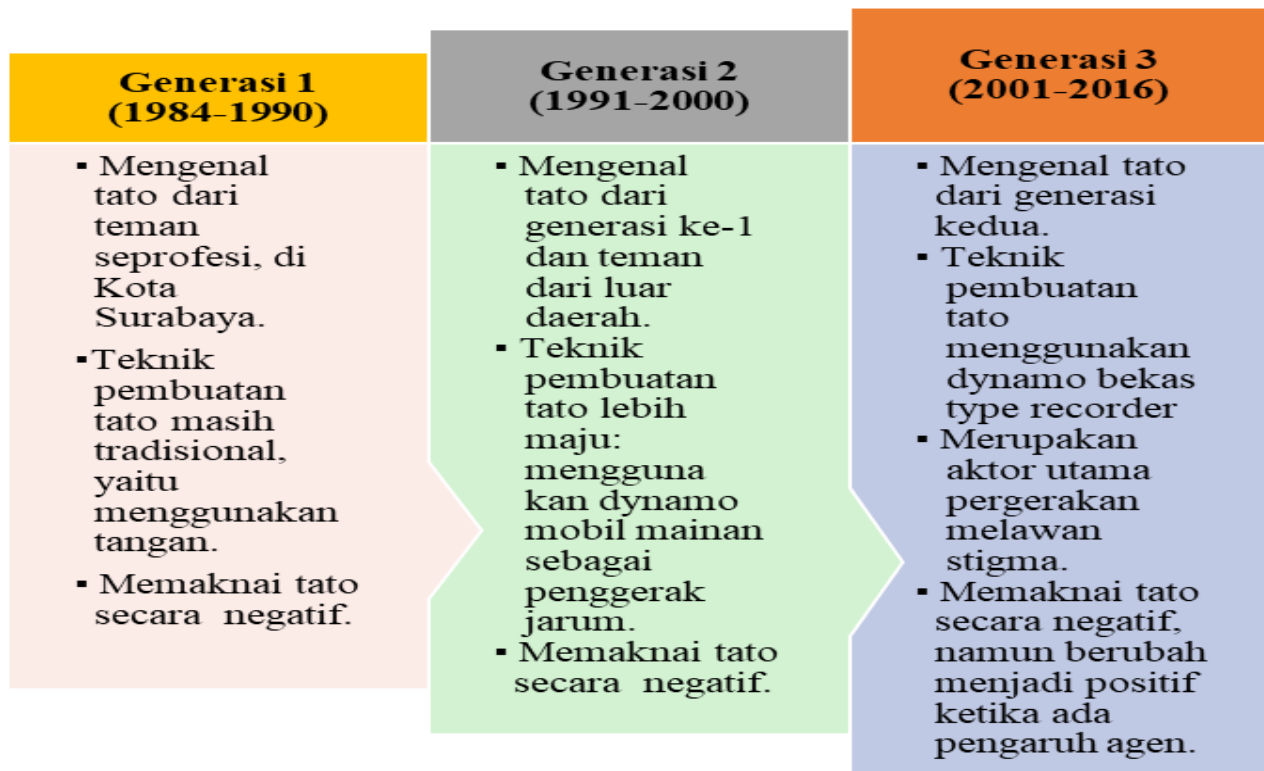 Generasi 1
(1984-1990)
▪ Mengenal
tato dari
teman
seprofesi, di
Kota
Surabaya.
▪Teknik
pembuatan
tato masih
tradisional,
yaitu
menggunakan
tangan.
▪ Memaknai tato
secara negatif.
Generasi 2
(1991-2000)
▪ Mengenal
tato dari
generasi ke-1
dan teman
dari luar
daerah.
▪ Teknik
pembuatan
tato lebih
maju:
mengguna
kan dynamo
mobil mainan
sebagai
penggerak
jarum.
▪ Memaknai tato
secara negatif.
Generasi 3
(2001-2016)
▪ Mengenal tato
dari generasi
kedua.
▪ Teknik
pembuatan
tato
menggunakan
dynamo bekas
type recorder
▪ Merupakan
aktor utama
pergerakan
melawan
stigma.
▪ Memaknai tato
secara negatif,
namun berubah
menjadi positif
ketika ada
pengaruh agen.